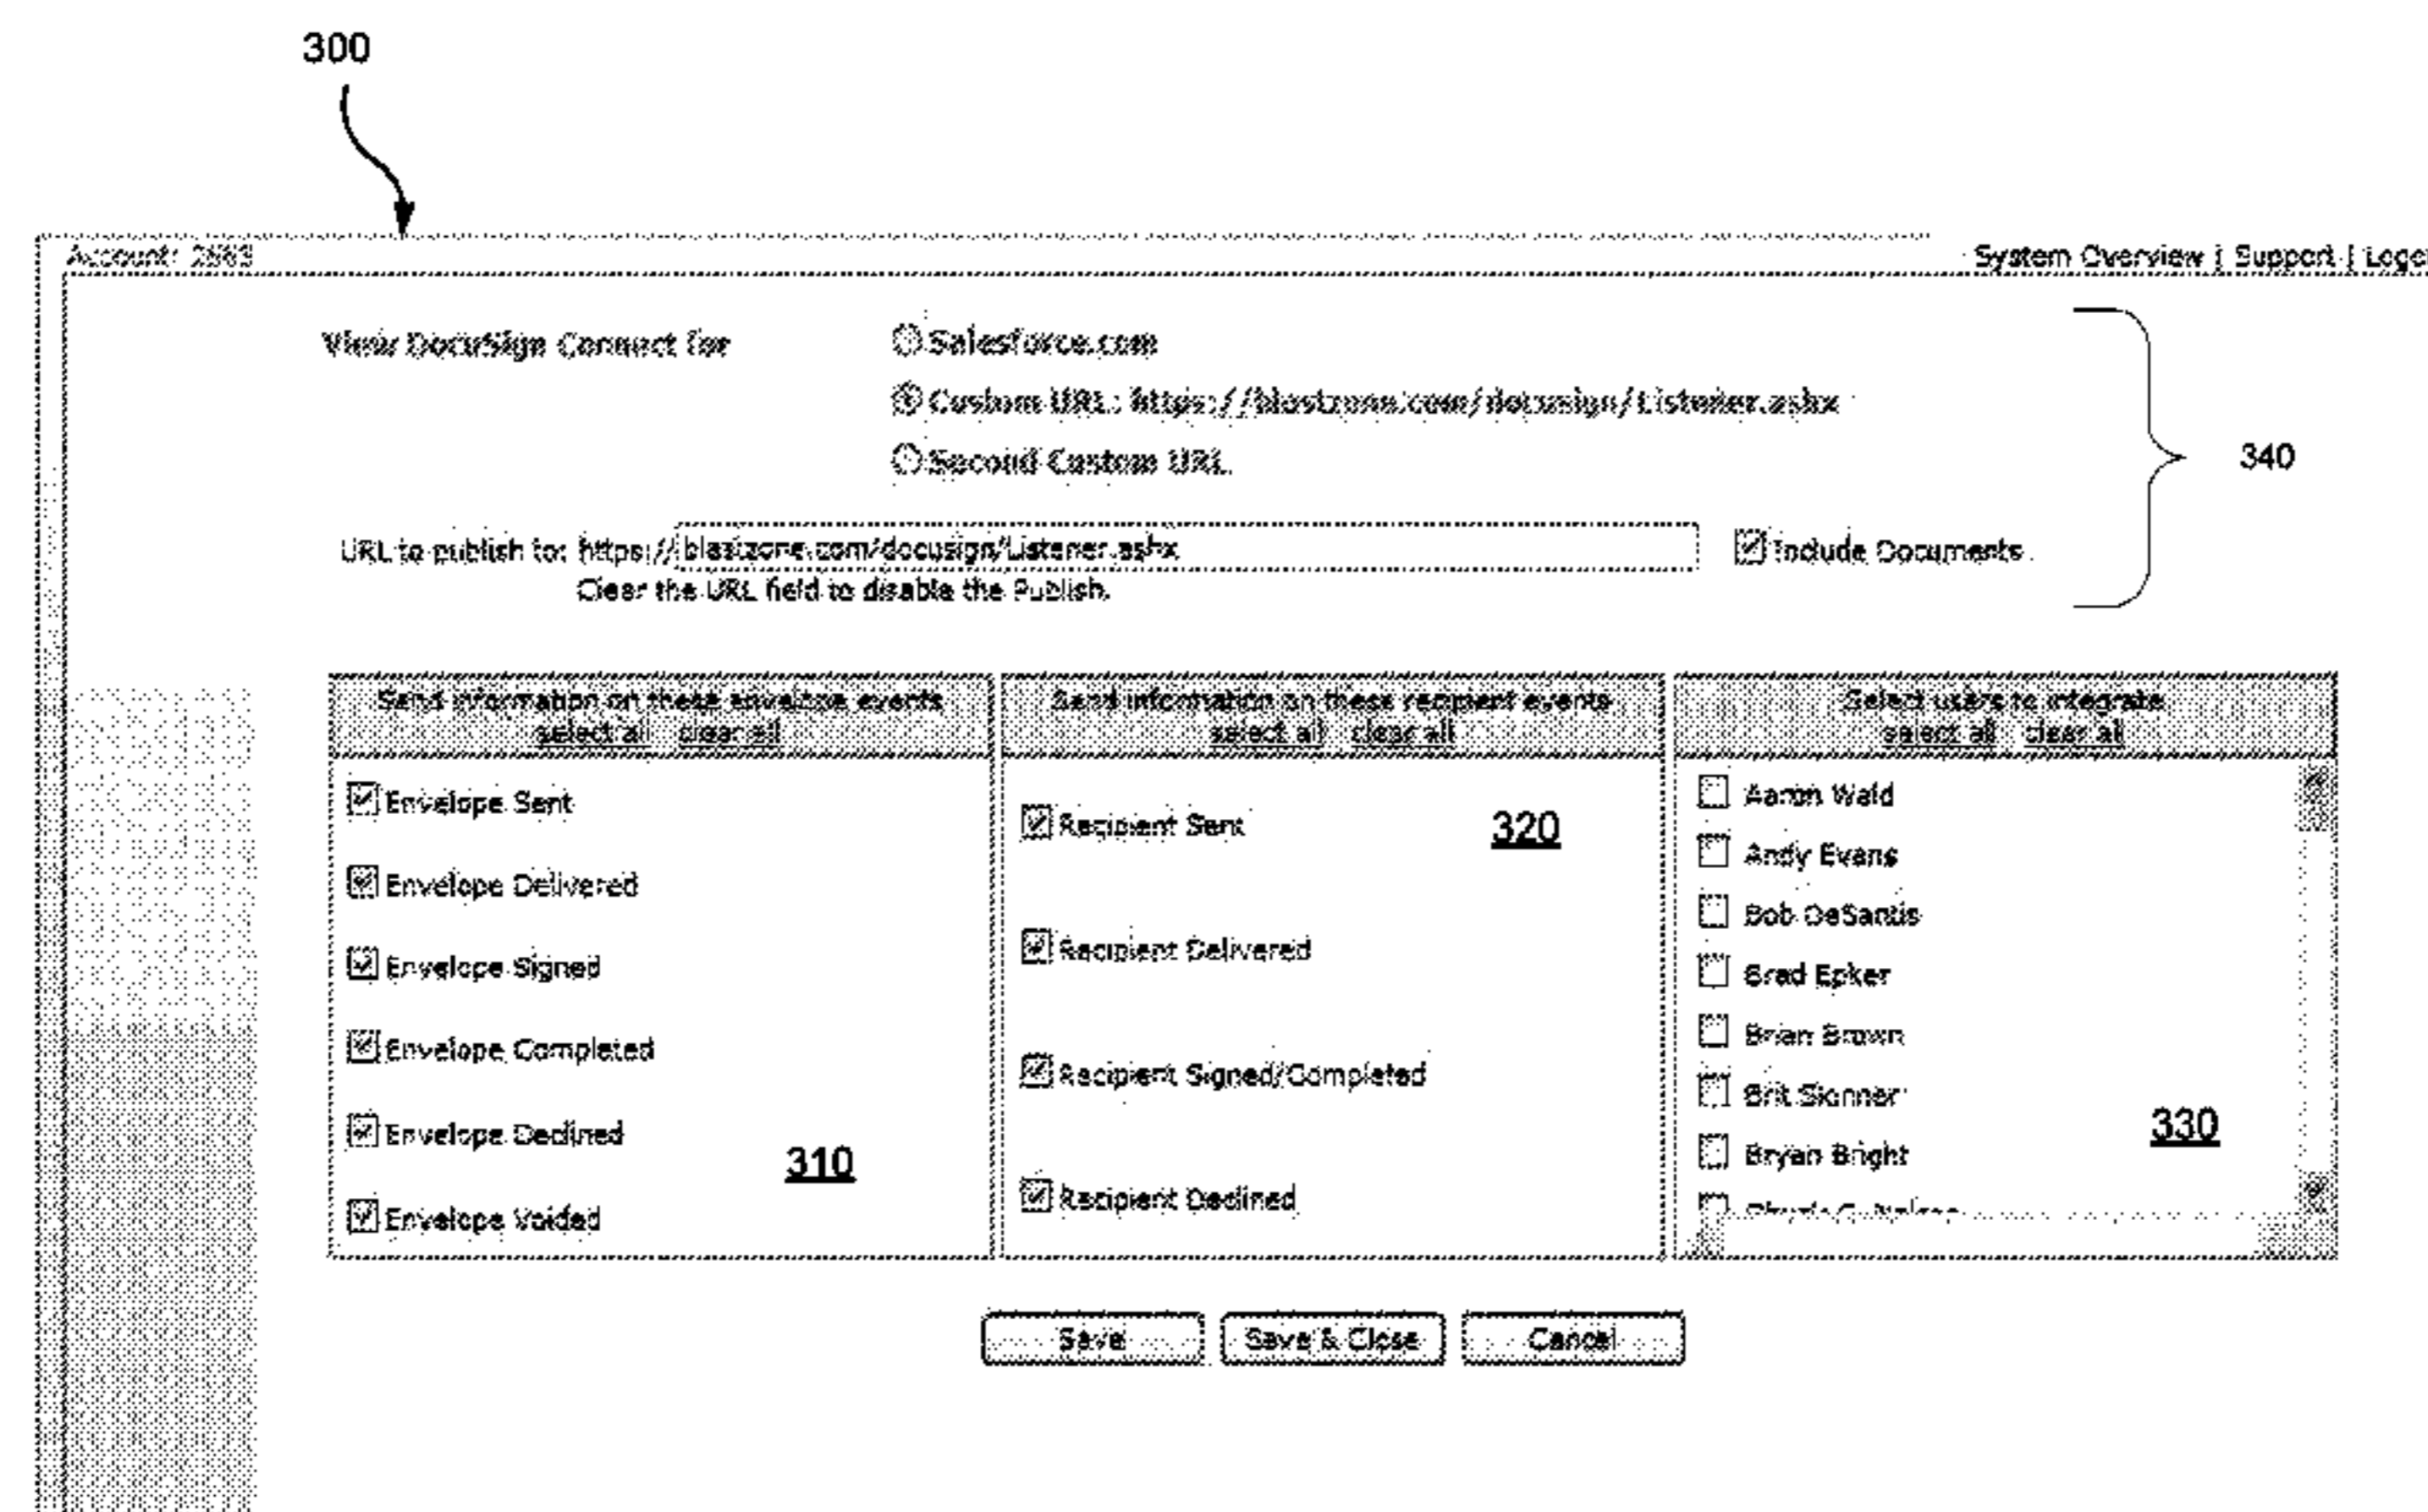 300
Account: 2663
System Overview | Support | Logo
View DocuSign Connect for
Salesforce.com
Custom URL: https://blastzone.com/docusign/Listener.ashx
Second Custom URL
340
URL to publish to: https:// blastzone.com/docusign/Listener.ashx
Include Documents
Clear the URL field to disable the Publish.
Send information on these envelope events
select all clear all
Send information on these recipient events
select all clear all
Select users to integrate
select all clear all
Envelope Sent
Envelope Delivered
Envelope Signed
Envelope Completed
Envelope Declined
310
Envelope Voided
Recipient Sent
320
Recipient Delivered
Recipient Signed/Completed
Recipient Declined
Aaron Wald
Andy Evans
Bob DeSantis
Brad Epker
Brian Brown
Brit
Bryan Bright
330
Save
Save & Close
Cancel